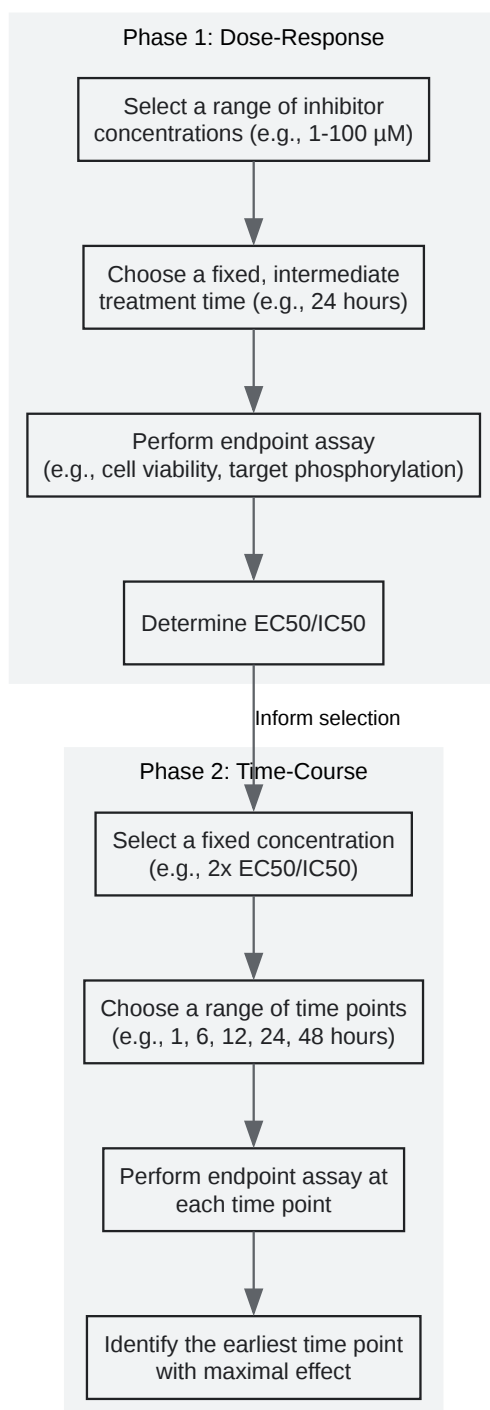 Phase 1: Dose-Response
Select a range of inhibitor
concentrations (e.g., 1-100 µM)
Choose a fixed, intermediate
treatment time (e.g., 24 hours)
Perform endpoint assay
(e.g., cell viability, target phosphorylation)
Determine EC50/IC50
Inform selection
Phase 2: Time-Course
Select a fixed concentration
(e.g., 2x EC50/IC50)
Choose a range of time points
(e.g., 1, 6, 12, 24, 48 hours)
Perform endpoint assay at
each time point
Identify the earliest time point
with maximal effect